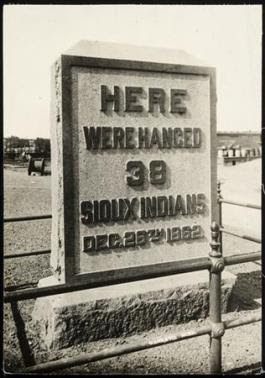 HERE
WERE HANGED
38
SIOUX INDIANS
DEC. 26TH 1862